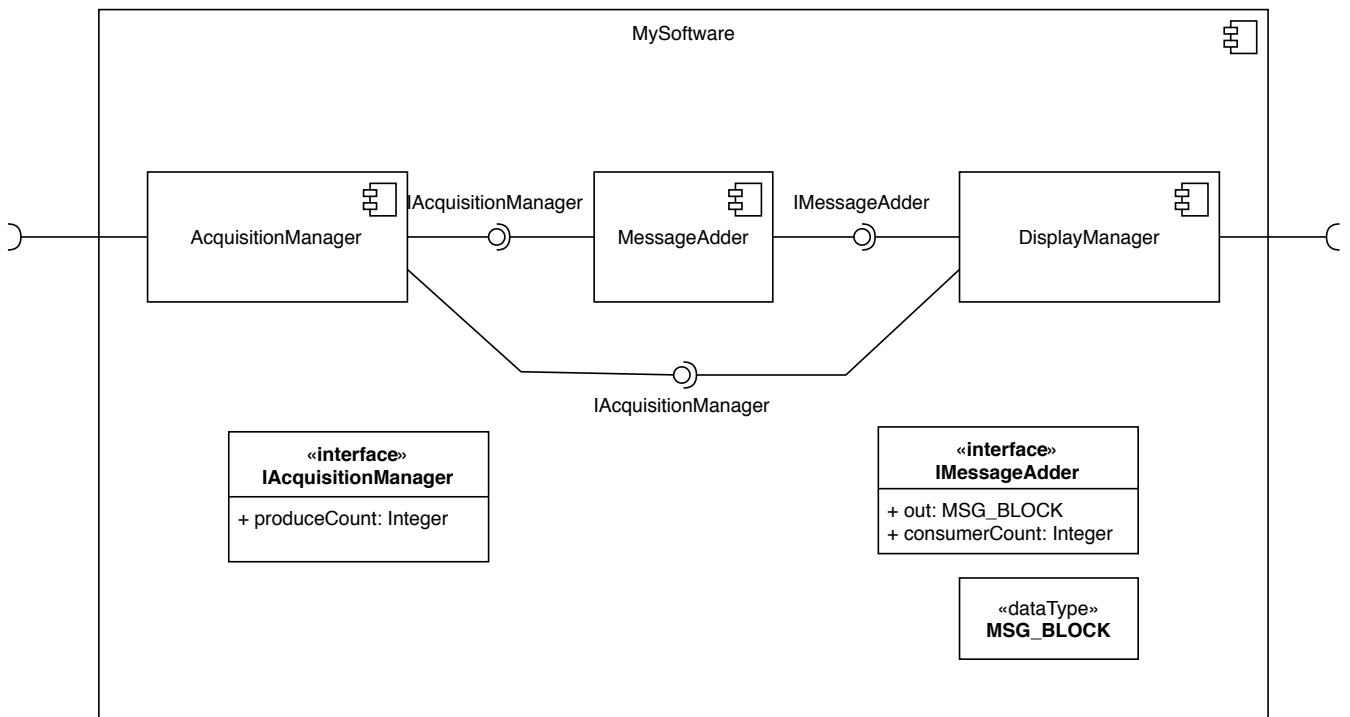 MySoftware
IAcquisitionManager
IMessageAdder
AcquisitionManager
MessageAdder
DisplayManager
IAcquisitionManager
«interface»
IAcquisitionManager
+ produceCount: Integer
«interface»
IMessageAdder
+ out: MSG_BLOCK
+ consumerCount: Integer
«dataType»
MSG_BLOCK